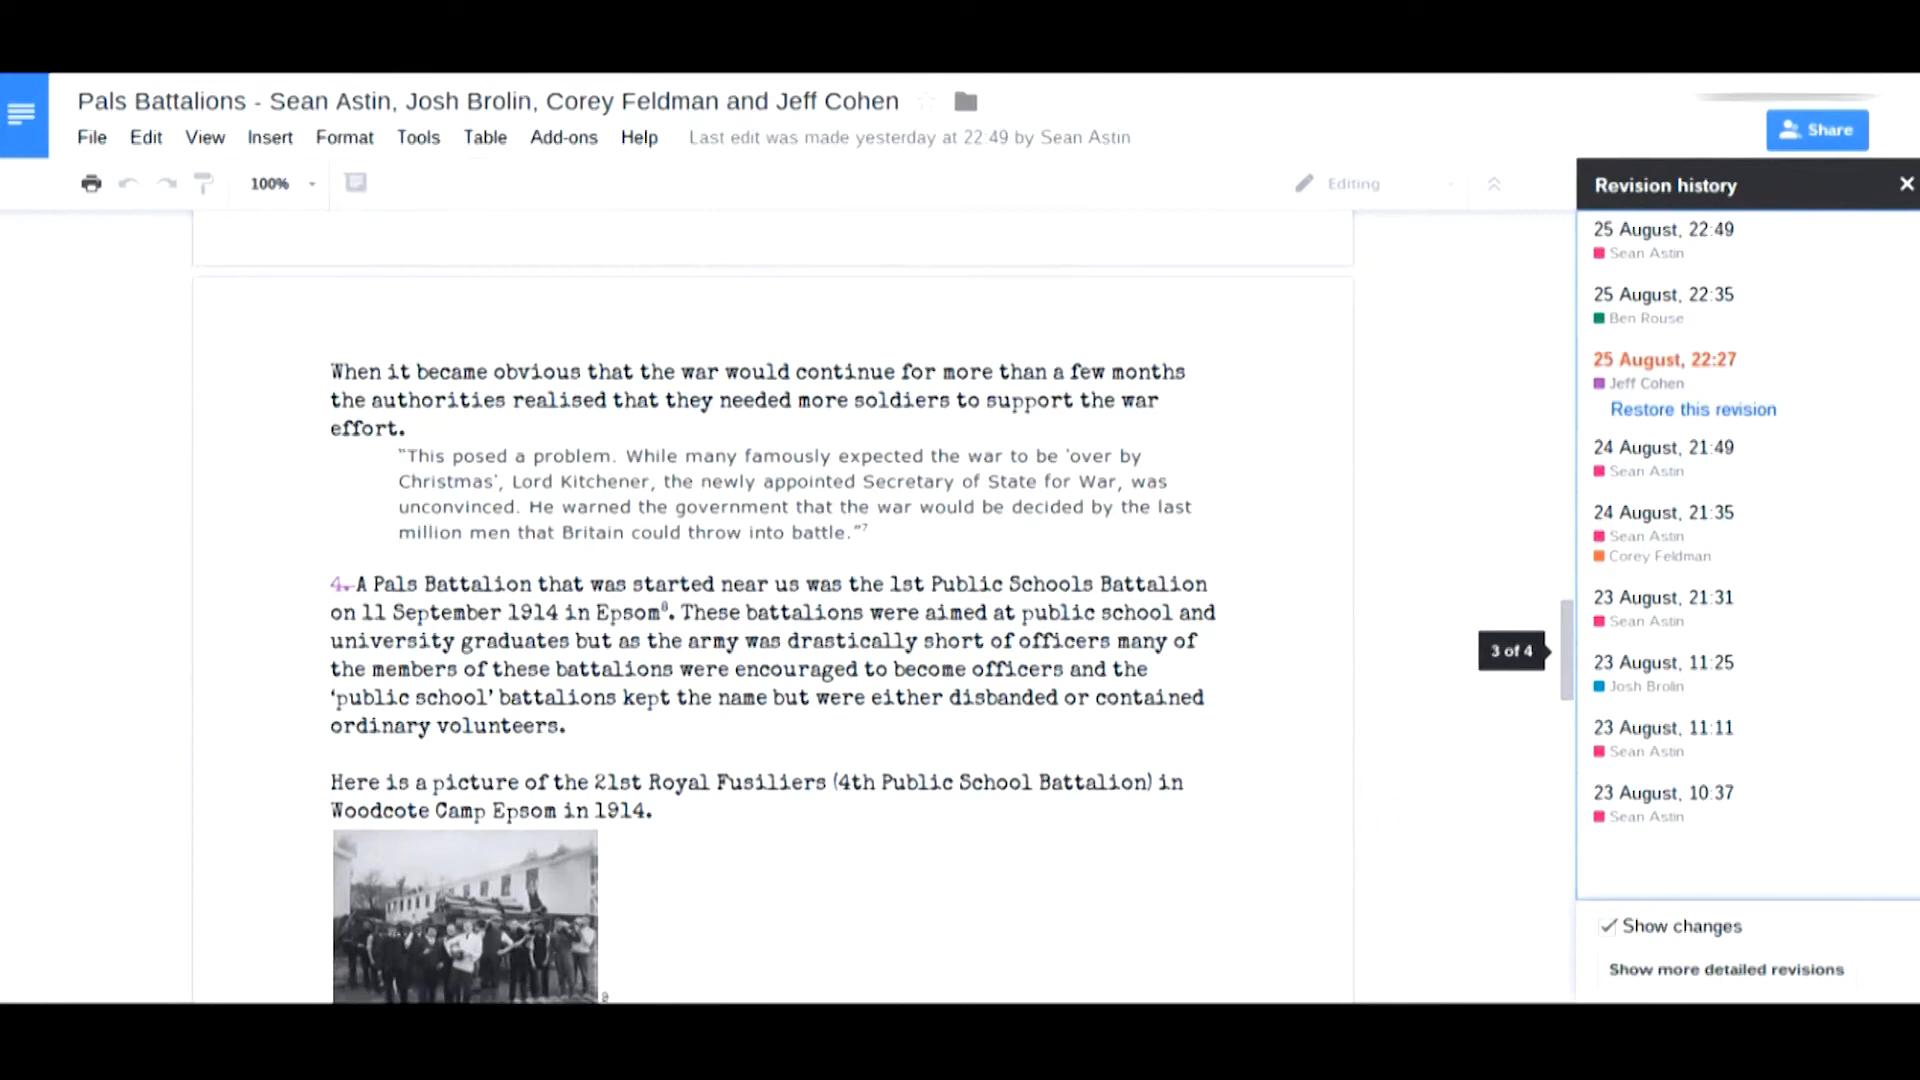 Pals Battalions - Sean Astin, Josh Brolin, Corey Feldman and Jeff Cohen
File Edit View Insert Format Tools Table Add-ons Help Last edit was made yesterday at 22:49 by Sean Astin
Share
100%
Editing
When it became obvious that the war would continue for more than a few months
the authorities realised that they needed more soldiers to support the war
effort.
"This posed a problem. While many famously expected the war to be 'over by
Christmas', Lord Kitchener, the newly appointed Secretary of State for War, was
unconvinced. He warned the government that the war would be decided by the last
million men that Britain could throw into battle."⁷
4. A Pals Battalion that was started near us was the 1st Public Schools Battalion
on 11 September 1914 in Epsom⁸. These battalions were aimed at public school and
university graduates but as the army was drastically short of officers many of
the members of these battalions were encouraged to become officers and the
'public school' battalions kept the name but were either disbanded or contained
ordinary volunteers.
Here is a picture of the 21st Royal Fusiliers (4th Public School Battalion) in
Woodcote Camp Epsom in 1914.
3 of 4
Revision history
25 August, 22:49
Sean Astin
25 August, 22:35
Ben Rouse
25 August, 22:27
Jeff Cohen
Restore this revision
24 August, 21:49
Sean Astin
24 August, 21:35
Sean Astin
Corey Feldman
23 August, 21:31
Sean Astin
23 August, 11:25
Josh Brolin
23 August, 11:11
Sean Astin
23 August, 10:37
Sean Astin
Show changes
Show more detailed revisions